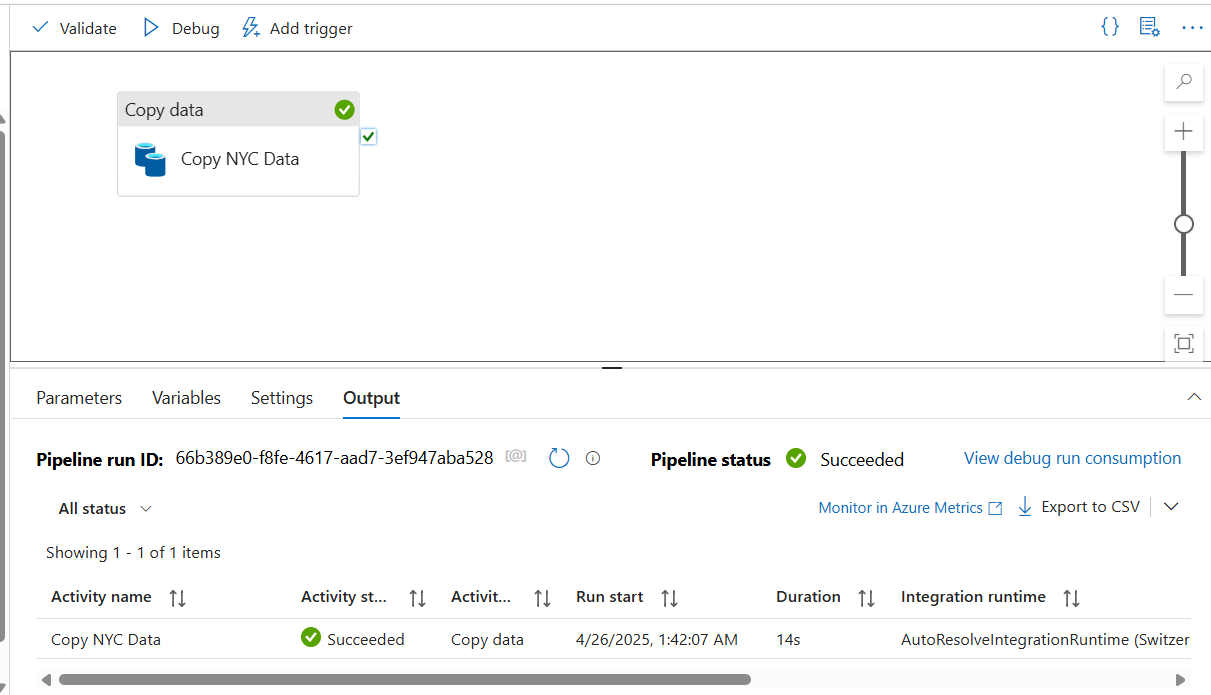 Validate Debug Add trigger {}
Copy data
Copy NYC Data
Parameters Variables Settings Output
Pipeline run ID: 66b389e0-f8fe-4617-aad7-3ef947aba528 [@] Pipeline status Succeeded View debug run consumption
All status Monitor in Azure Metrics Export to CSV
Showing 1 - 1 of 1 items
Activity name Activity st... Activit... Run start Duration Integration runtime
Copy NYC Data Succeeded Copy data 4/26/2025, 1:42:07 AM 14s AutoResolveIntegrationRuntime (Switzer